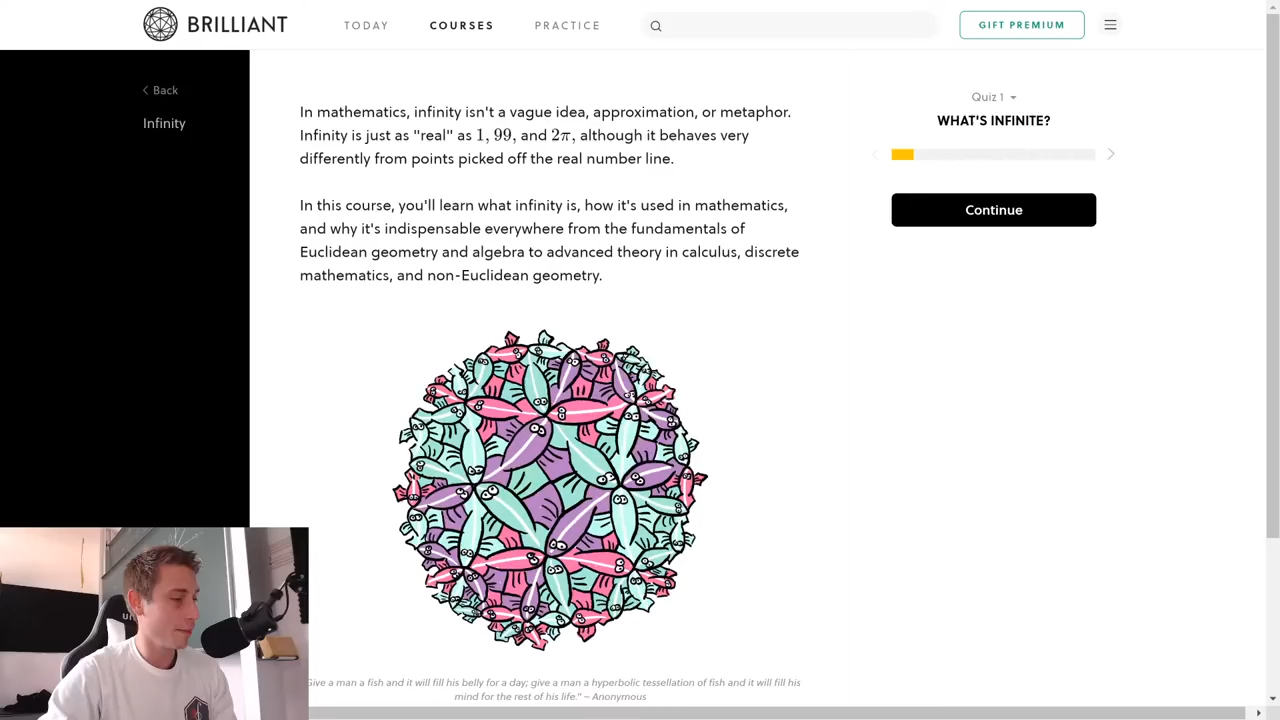 BRILLIANT
TODAY
COURSES
PRACTICE
GIFT PREMIUM
Back
Infinity
In mathematics, infinity isn't a vague idea, approximation, or metaphor.
Infinity is just as "real" as 1, 99, and 2π, although it behaves very
differently from points picked off the real number line.
In this course, you'll learn what infinity is, how it's used in mathematics,
and why it's indispensable everywhere from the fundamentals of
Euclidean geometry and algebra to advanced theory in calculus, discrete
mathematics, and non-Euclidean geometry.
Give a man a fish and it will fill his belly for a day; give a man a hyperbolic tessellation of fish and it will fill his
mind for the rest of his life." – Anonymous
Quiz 1
WHAT'S INFINITE?
Continue